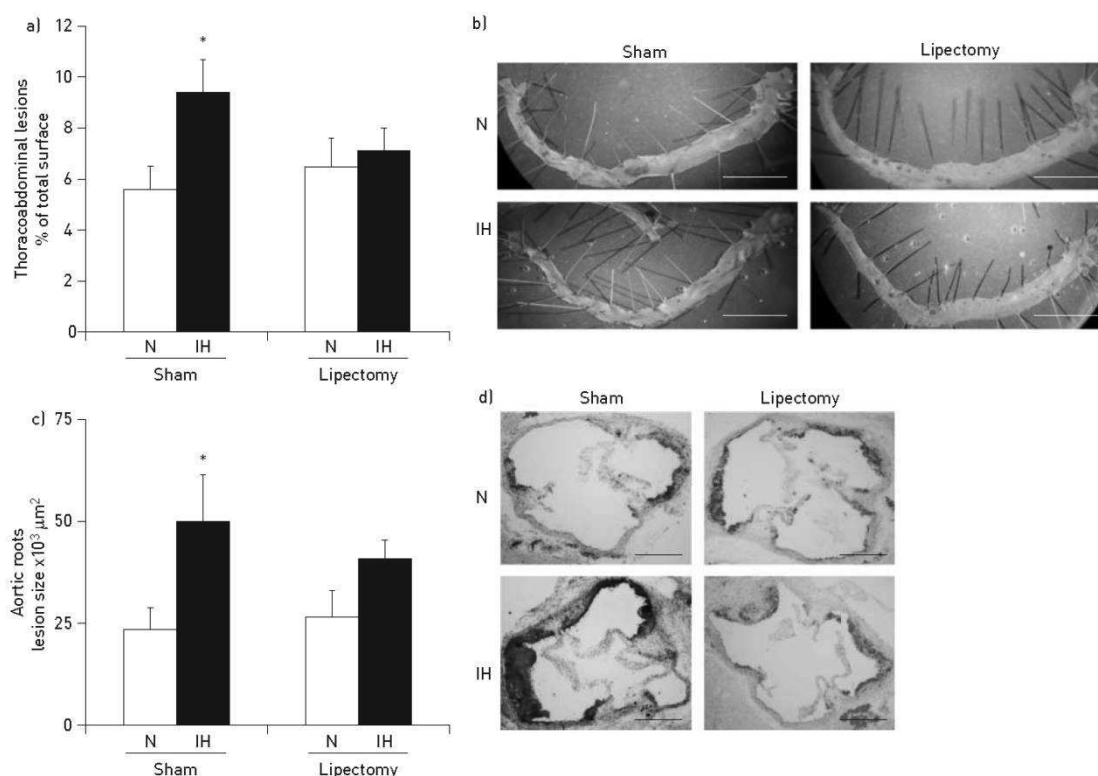 a)
12
10
8
6
4
2
0
Thoracoabdominal lesions
% of total surface
*
N IH N IH
Sham Lipectomy
b)
Sham Lipectomy
N
IH
c)
75
50
25
0
Aortic roots
lesion size x10³ μm²
*
N IH N IH
Sham Lipectomy
d)
Sham Lipectomy
N
IH